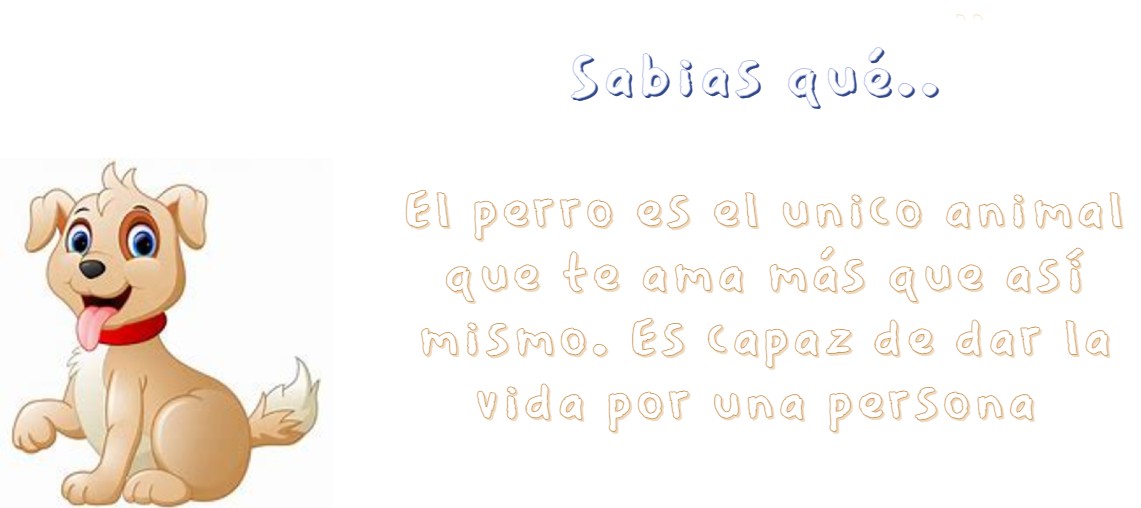 Sabias qué..
El perro es el unico animal
que te ama más que así
mismo. Es capaz de dar la
vida por una persona